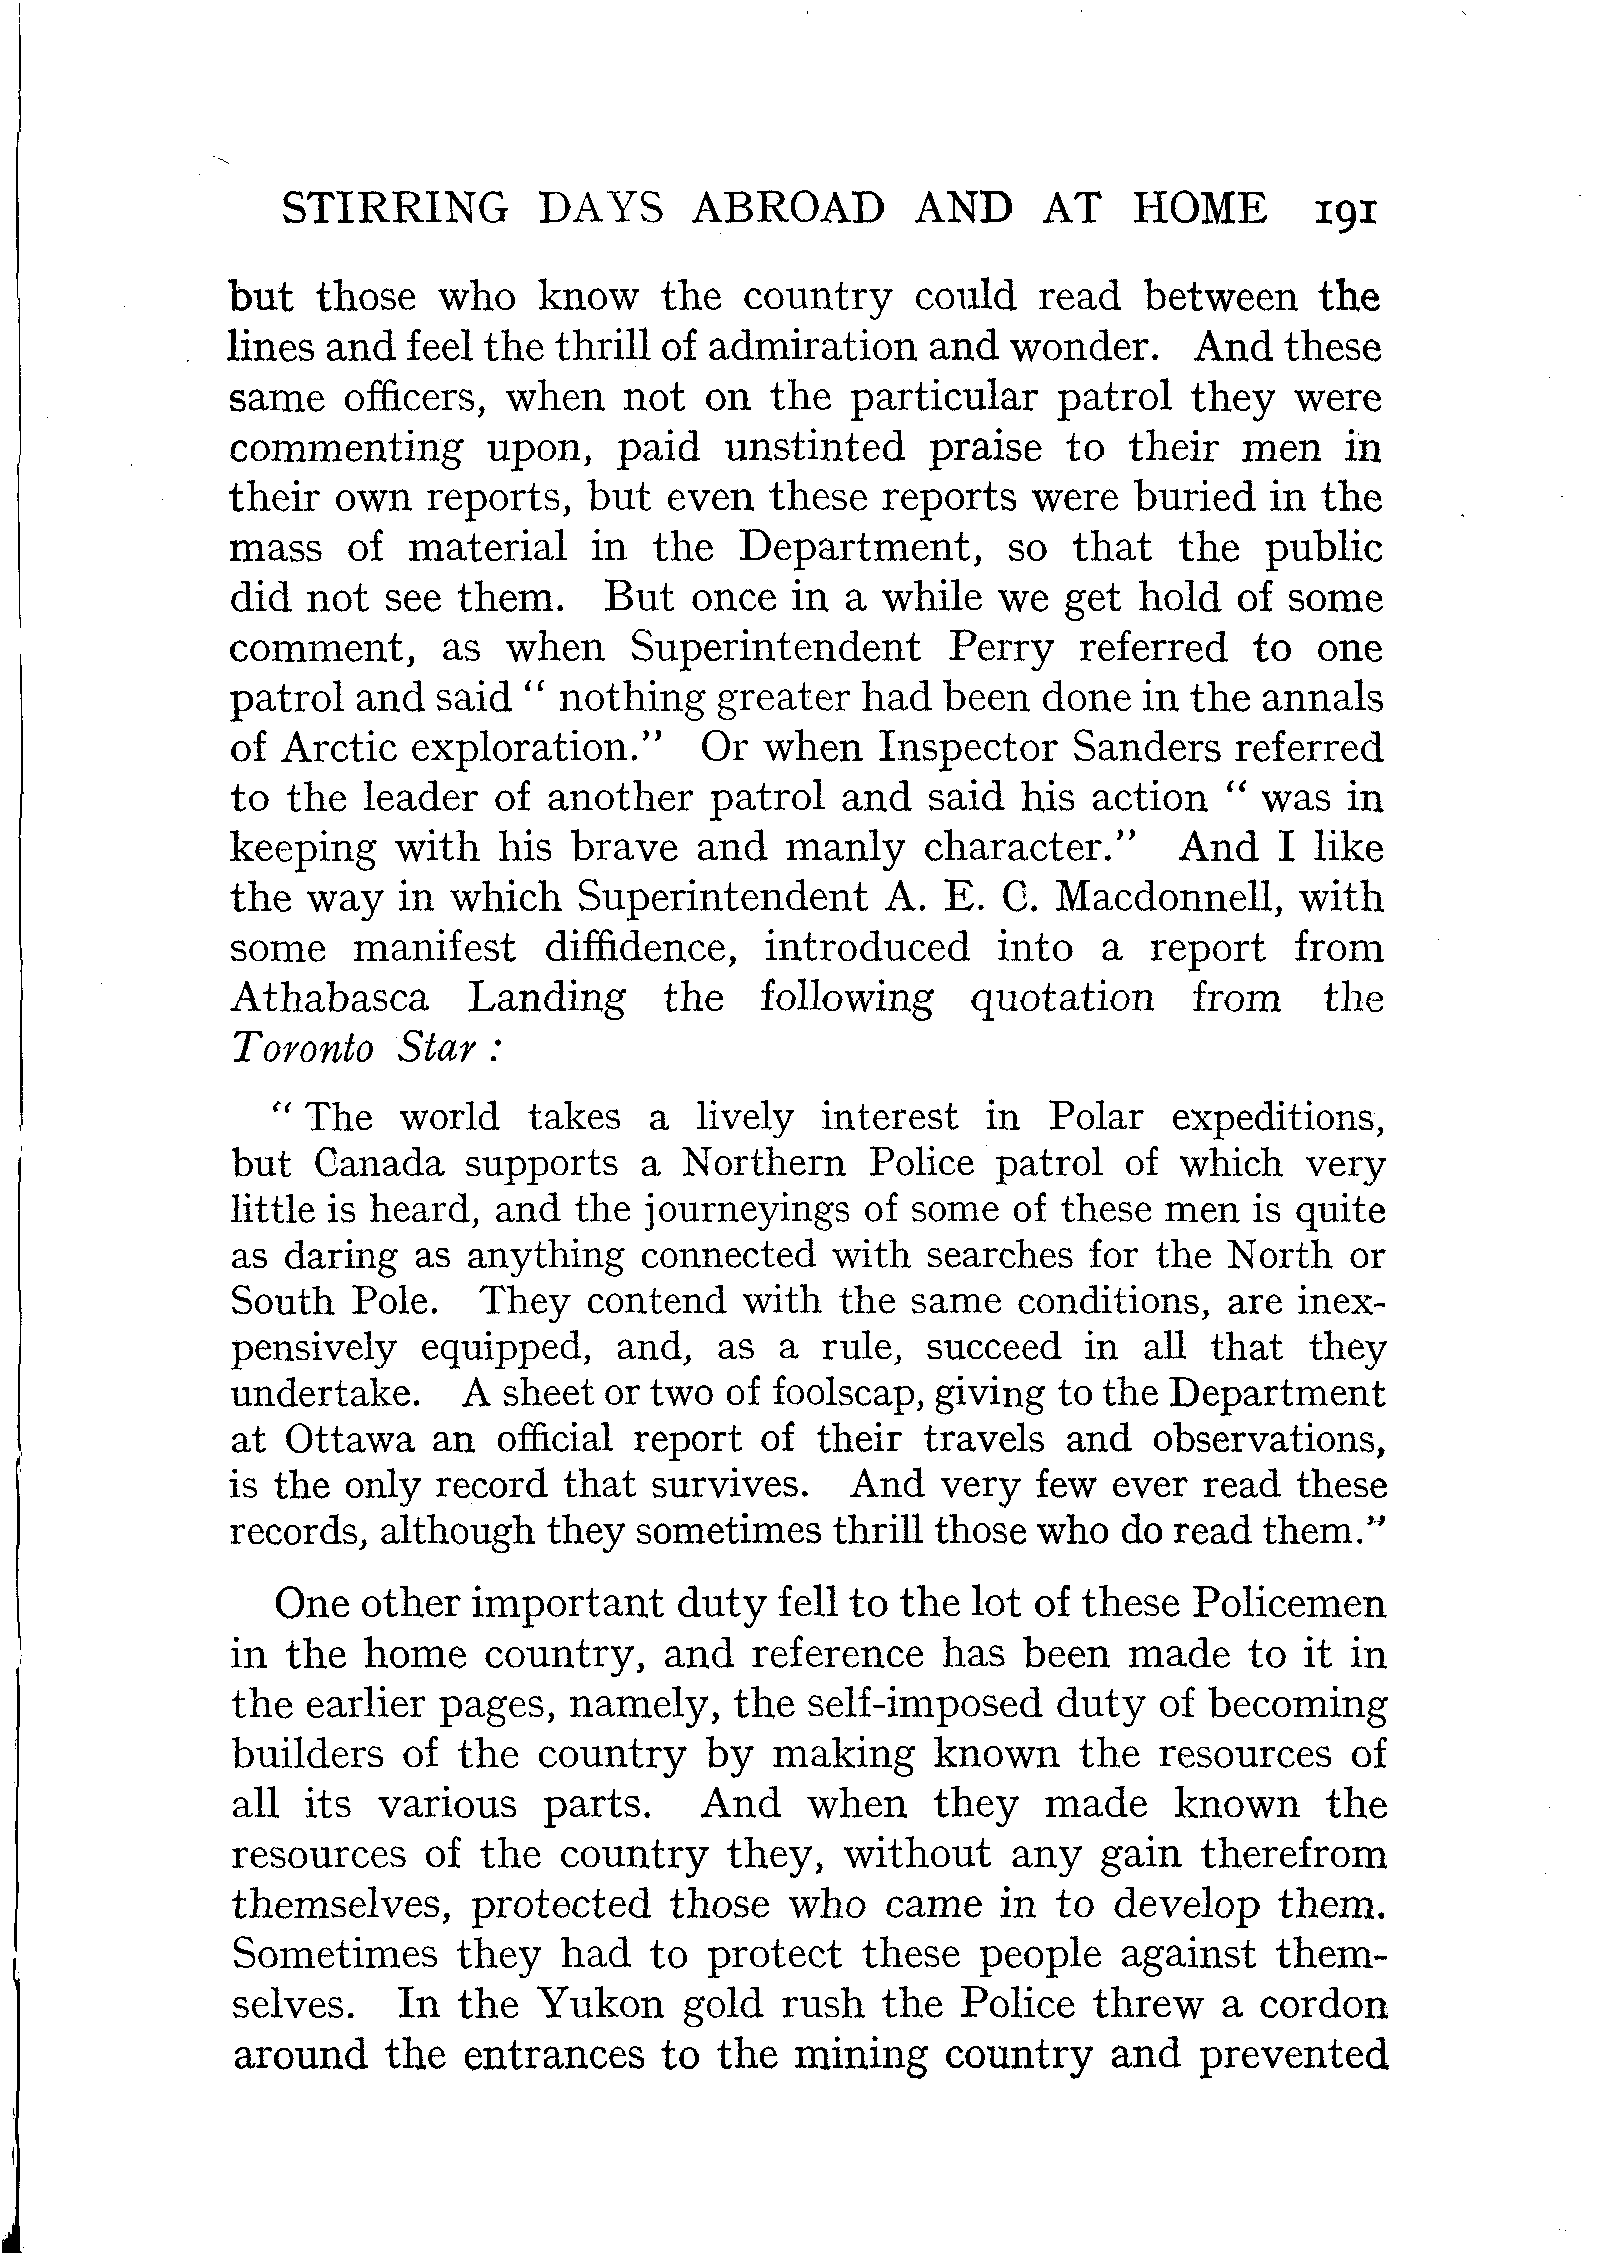 STIRRING DAYS ABROAD AND AT HOME 191
but those who know the country could read between the
lines and feel the thrill of admiration and wonder. And these
same officers, when not on the particular patrol they were
commenting upon, paid unstinted praise to their men in
their own reports, but even these reports were buried in the
mass of material in the Department, so that the public
did not see them. But once in a while we get hold of some
comment, as when Superintendent Perry referred to one
patrol and said “ nothing greater had been done in the annals
of Arctic exploration.” Or when Inspector Sanders referred
to the leader of another patrol and said his action “ was in
keeping with his brave and manly character.” And I like
the way in which Superintendent A. E. C. Macdonnell, with
some manifest diffidence, introduced into a report from
Athabasca Landing the following quotation from the
Toronto Star :
“ The world takes a lively interest in Polar expeditions,
but Canada supports a Northern Police patrol of which very
little is heard, and the journeyings of some of these men is quite
as daring as anything connected with searches for the North or
South Pole. They contend with the same conditions, are inex-
pensively equipped, and, as a rule, succeed in all that they
undertake. A sheet or two of foolscap, giving to the Department
at Ottawa an official report of their travels and observations,
is the only record that survives. And very few ever read these
records, although they sometimes thrill those who do read them.”
One other important duty fell to the lot of these Policemen
in the home country, and reference has been made to it in
the earlier pages, namely, the self-imposed duty of becoming
builders of the country by making known the resources of
all its various parts. And when they made known the
resources of the country they, without any gain therefrom
themselves, protected those who came in to develop them.
Sometimes they had to protect these people against them-
selves. In the Yukon gold rush the Police threw a cordon
around the entrances to the mining country and prevented